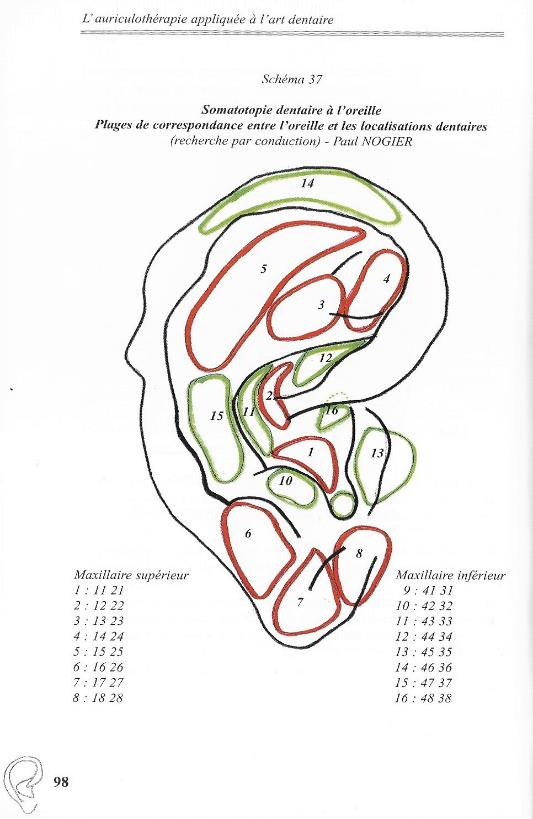 L'auriculothérapie appliquée à l'art dentaire
Schéma 37
Somatotopie dentaire à l'oreille
Plages de correspondance entre l'oreille et les localisations dentaires
(recherche par conduction) - Paul NOGIER
14
5
4
3
12
2
16
15
11
1
13
10
6
8
7
Maxillaire supérieur
1 : 11 21
2 : 12 22
3 : 13 23
4 : 14 24
5 : 15 25
6 : 16 26
7 : 17 27
8 : 18 28
Maxillaire inférieur
9 : 41 31
10 : 42 32
11 : 43 33
12 : 44 34
13 : 45 35
14 : 46 36
15 : 47 37
16 : 48 38
98